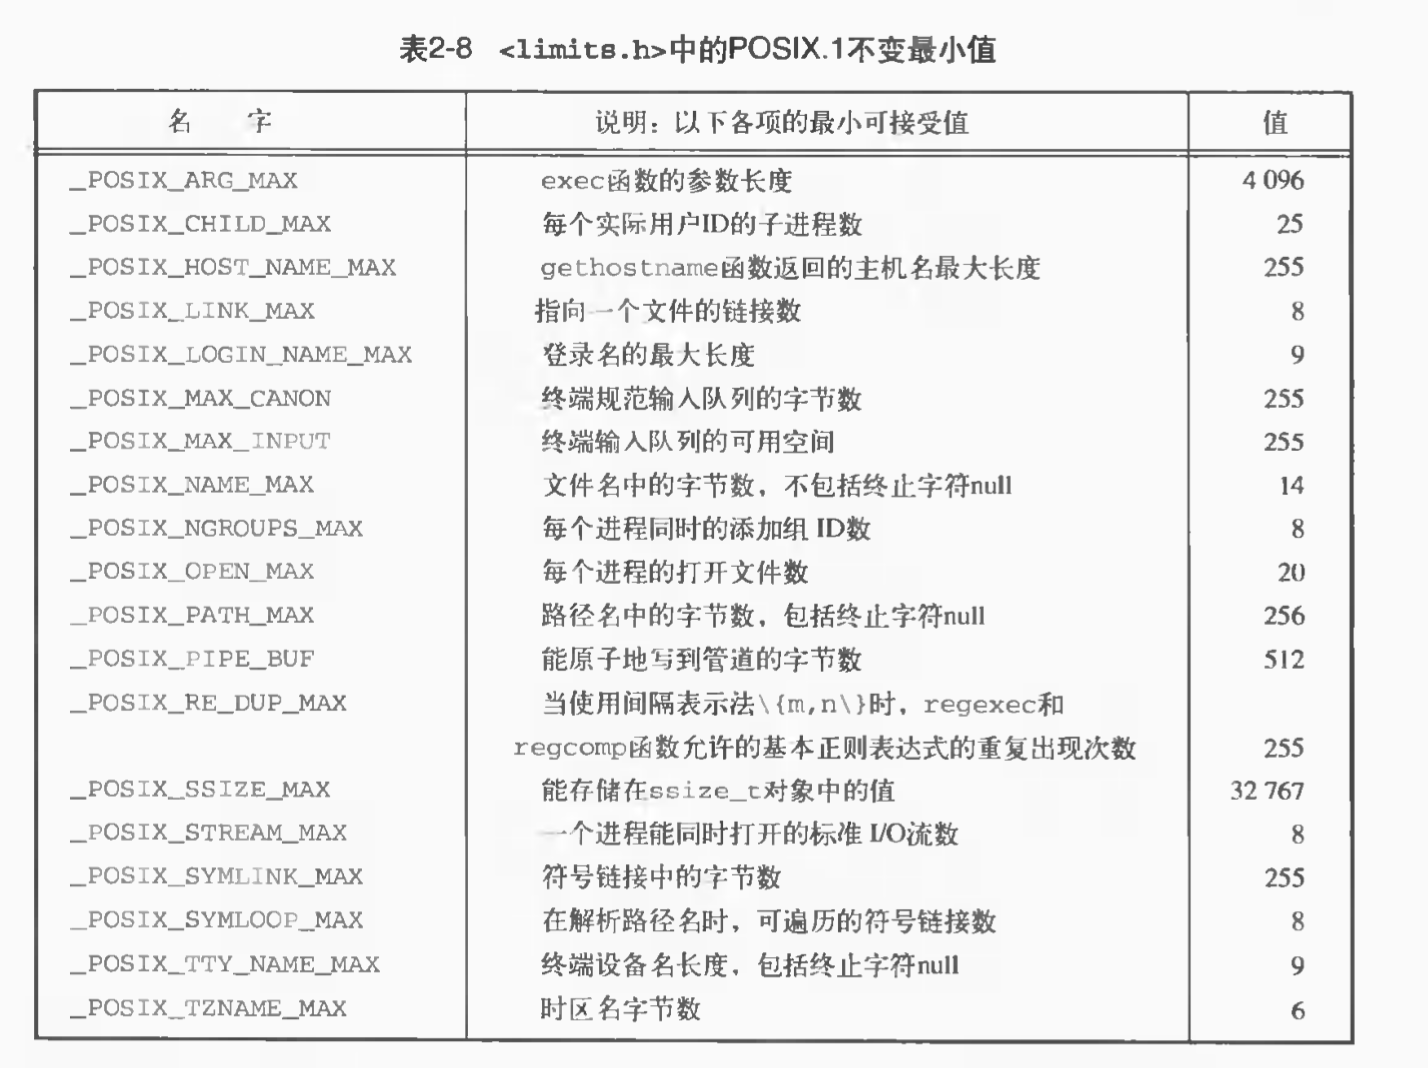 表2-8 <limits.h>中的POSIX.1不变最小值
名 字 说明：以下各项的最小可接受值 值
_POSIX_ARG_MAX exec函数的参数长度 4 096
_POSIX_CHILD_MAX 每个实际用户ID的子进程数 25
_POSIX_HOST_NAME_MAX gethostname函数返回的主机名最大长度 255
_POSIX_LINK_MAX 指向一个文件的链接数 8
_POSIX_LOGIN_NAME_MAX 登录名的最大长度 9
_POSIX_MAX_CANON 终端规范输入队列的字节数 255
_POSIX_MAX_INPUT 终端输入队列的可用空间 255
_POSIX_NAME_MAX 文件名中的字节数，不包括终止字符null 14
_POSIX_NGROUPS_MAX 每个进程同时的添加组 ID数 8
_POSIX_OPEN_MAX 每个进程的打开文件数 20
_POSIX_PATH_MAX 路径名中的字节数，包括终止字符null 256
_POSIX_PIPE_BUF 能原子地写到管道的字节数 512
_POSIX_RE_DUP_MAX 当使用间隔表示法\{m,n\}时，regexec和
regcomp函数允许的基本正则表达式的重复出现次数 255
_POSIX_SSIZE_MAX 能存储在ssize_t对象中的值 32 767
_POSIX_STREAM_MAX 一个进程能同时打开的标准 I/O流数 8
_POSIX_SYMLINK_MAX 符号链接中的字节数 255
_POSIX_SYMLOOP_MAX 在解析路径名时，可遍历的符号链接数 8
_POSIX_TTY_NAME_MAX 终端设备名长度，包括终止字符null 9
_POSIX_TZNAME_MAX 时区名字节数 6